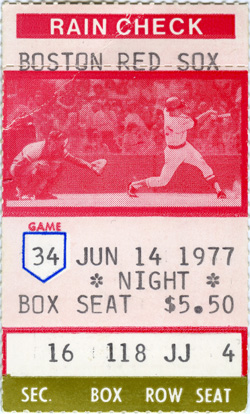 RAIN CHECK
BOSTON RED SOX
GAME
34 JUN 14 1977
* NIGHT *
BOX SEAT $5.50
16 118 JJ 4
SEC. BOX ROW SEAT